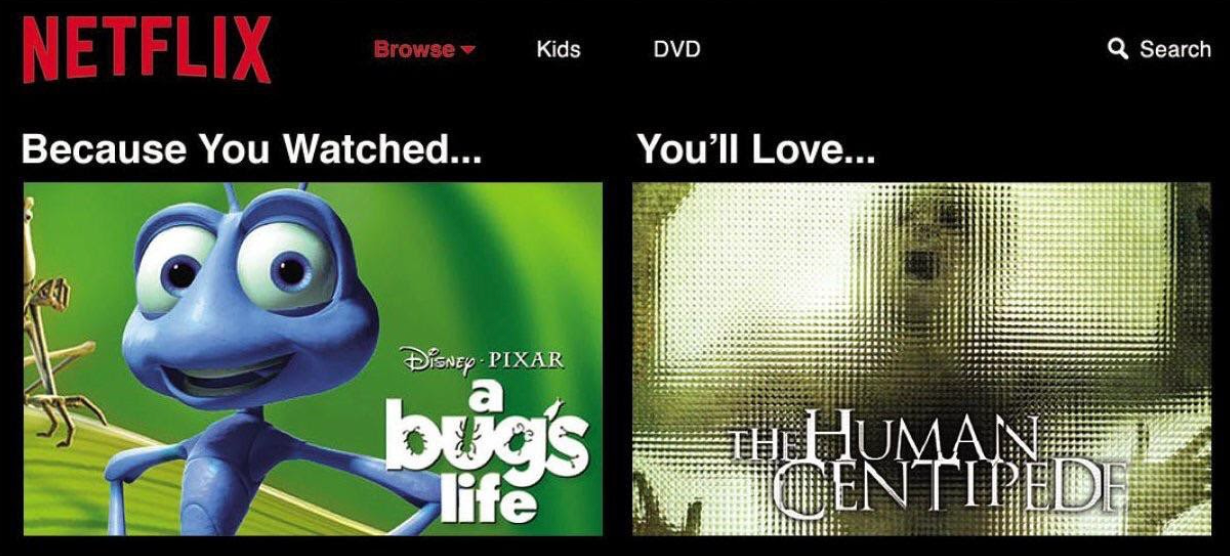 NETFLIX
Browse
Kids
DVD
Search
Because You Watched...
You'll Love...
DISNEY · PIXAR
a
bug's
life
THE HUMAN
CENTIPEDE